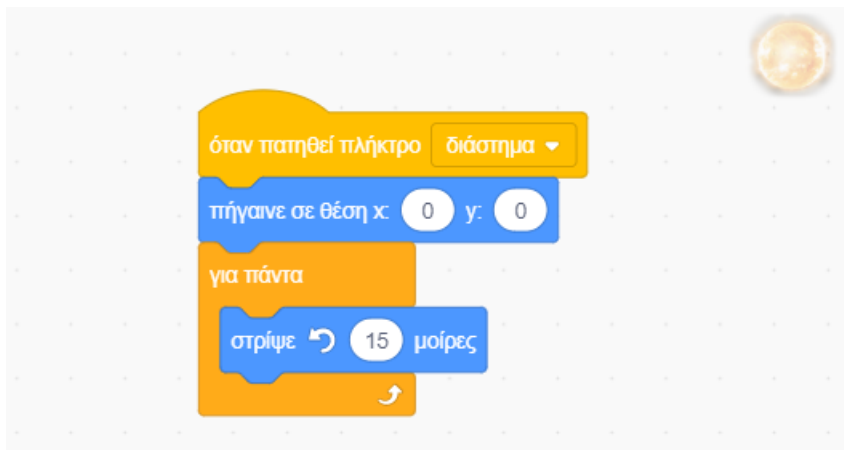 όταν πατηθεί πλήκτρο διάστημα
πήγαινε σε θέση x: 0 y: 0
για πάντα
στρίψε 15 μοίρες